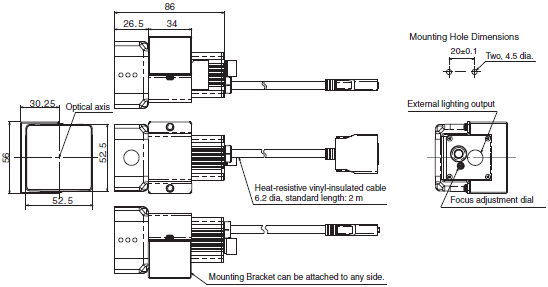 86
26.5
34
Mounting Hole Dimensions
20±0.1
Two, 4.5 dia.
30.25
Optical axis
External lighting output
56
52.5
52.5
Heat-resistive vinyl-insulated cable
6.2 dia, standard length: 2 m
Focus adjustment dial
Mounting Bracket can be attached to any side.